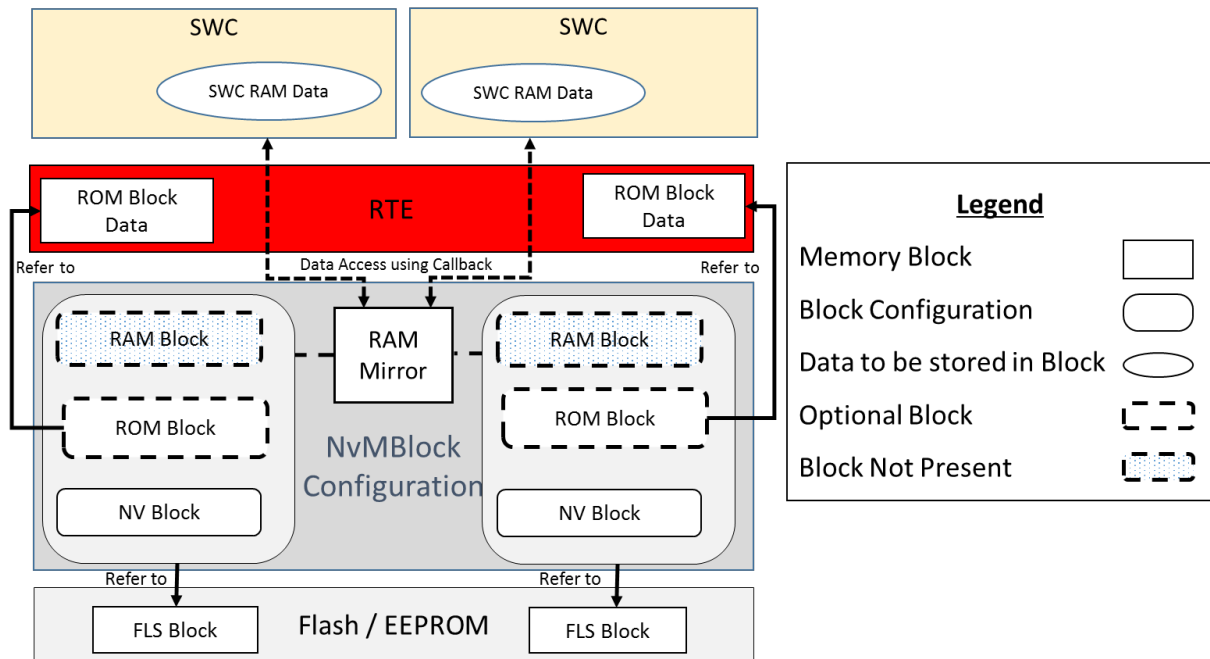 SWC
SWC
SWC RAM Data
SWC RAM Data
ROM Block
Data
RTE
ROM Block
Data
Refer to
Data Access using Callback
Refer to
RAM Block
RAM
Mirror
RAM Block
ROM Block
ROM Block
NvMBlock
Configuration
NV Block
NV Block
Refer to
Refer to
FLS Block
Flash / EEPROM
FLS Block
Legend
Memory Block
Block Configuration
Data to be stored in Block
Optional Block
Block Not Present